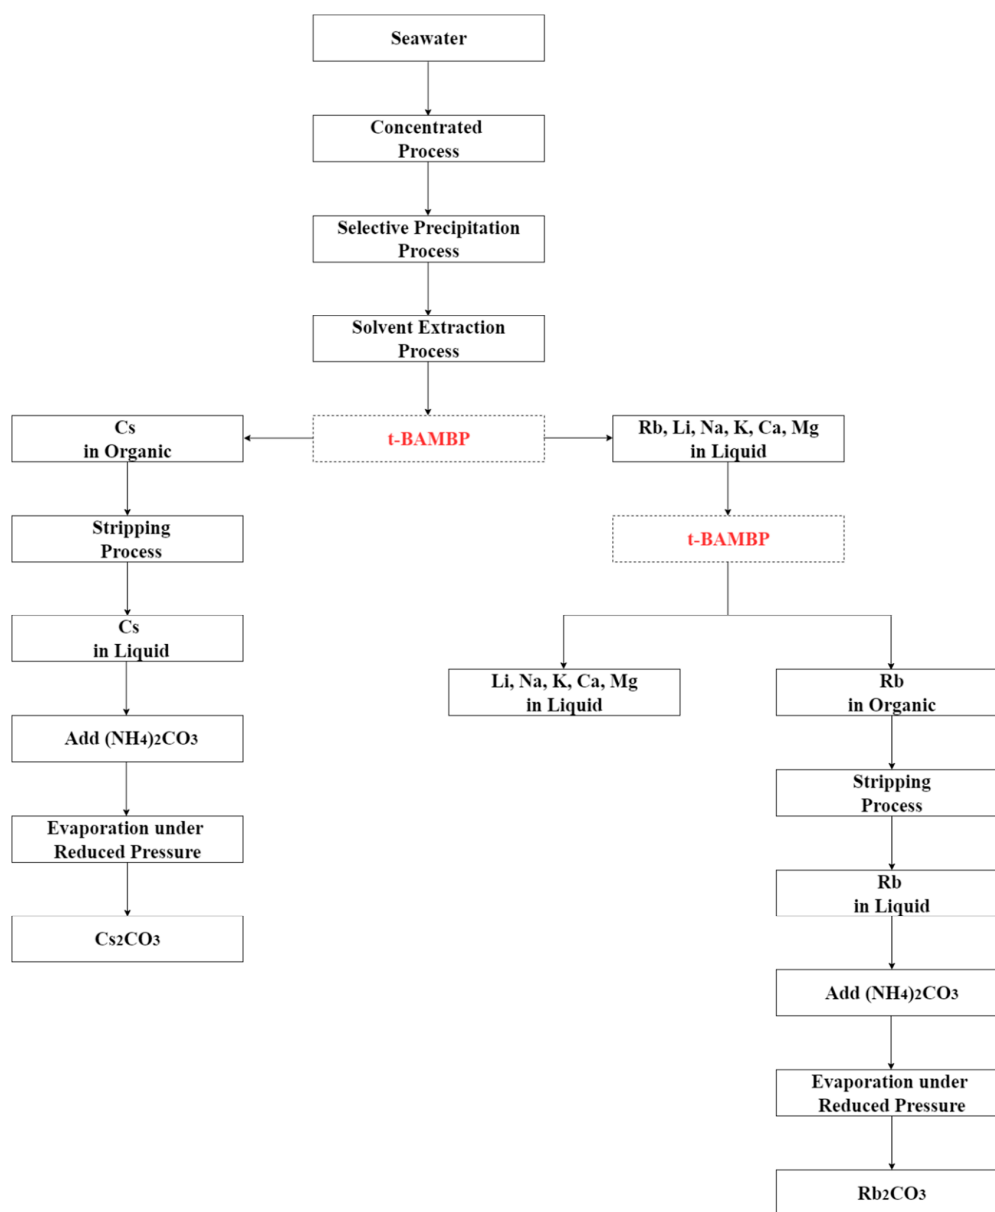 Seawater
Concentrated
Process
Selective Precipitation
Process
Solvent Extraction
Process
Cs
in Organic
t-BAMBP
Rb, Li, Na, K, Ca, Mg
in Liquid
Stripping
Process
t-BAMBP
Cs
in Liquid
Li, Na, K, Ca, Mg
in Liquid
Rb
in Organic
Add (NH4)2CO3
Stripping
Process
Evaporation under
Reduced Pressure
Rb
in Liquid
Cs2CO3
Add (NH4)2CO3
Evaporation under
Reduced Pressure
Rb2CO3